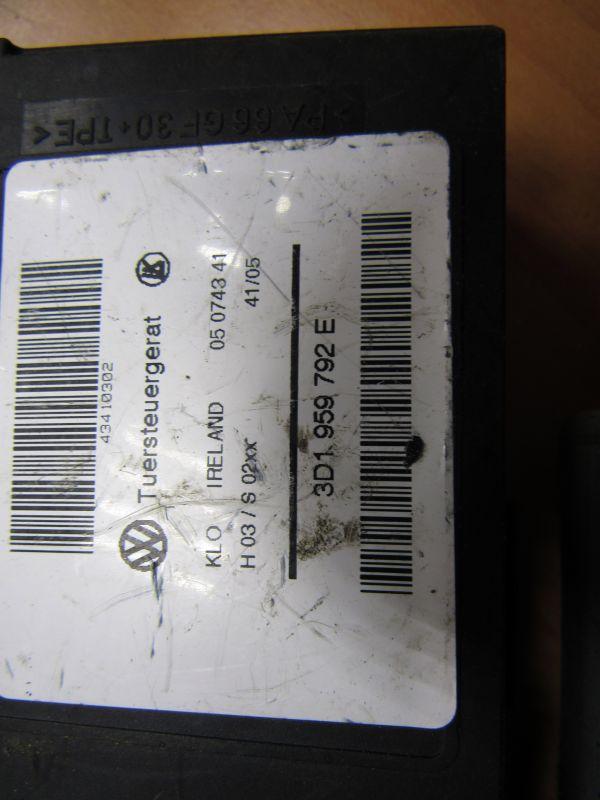 >PA 66 GF 30+TPE<
43410302
Tuersteuergerat
KLO IRELAND 05 0743 41
H 03 / S 02xx 41/05
3D1 959 792 E